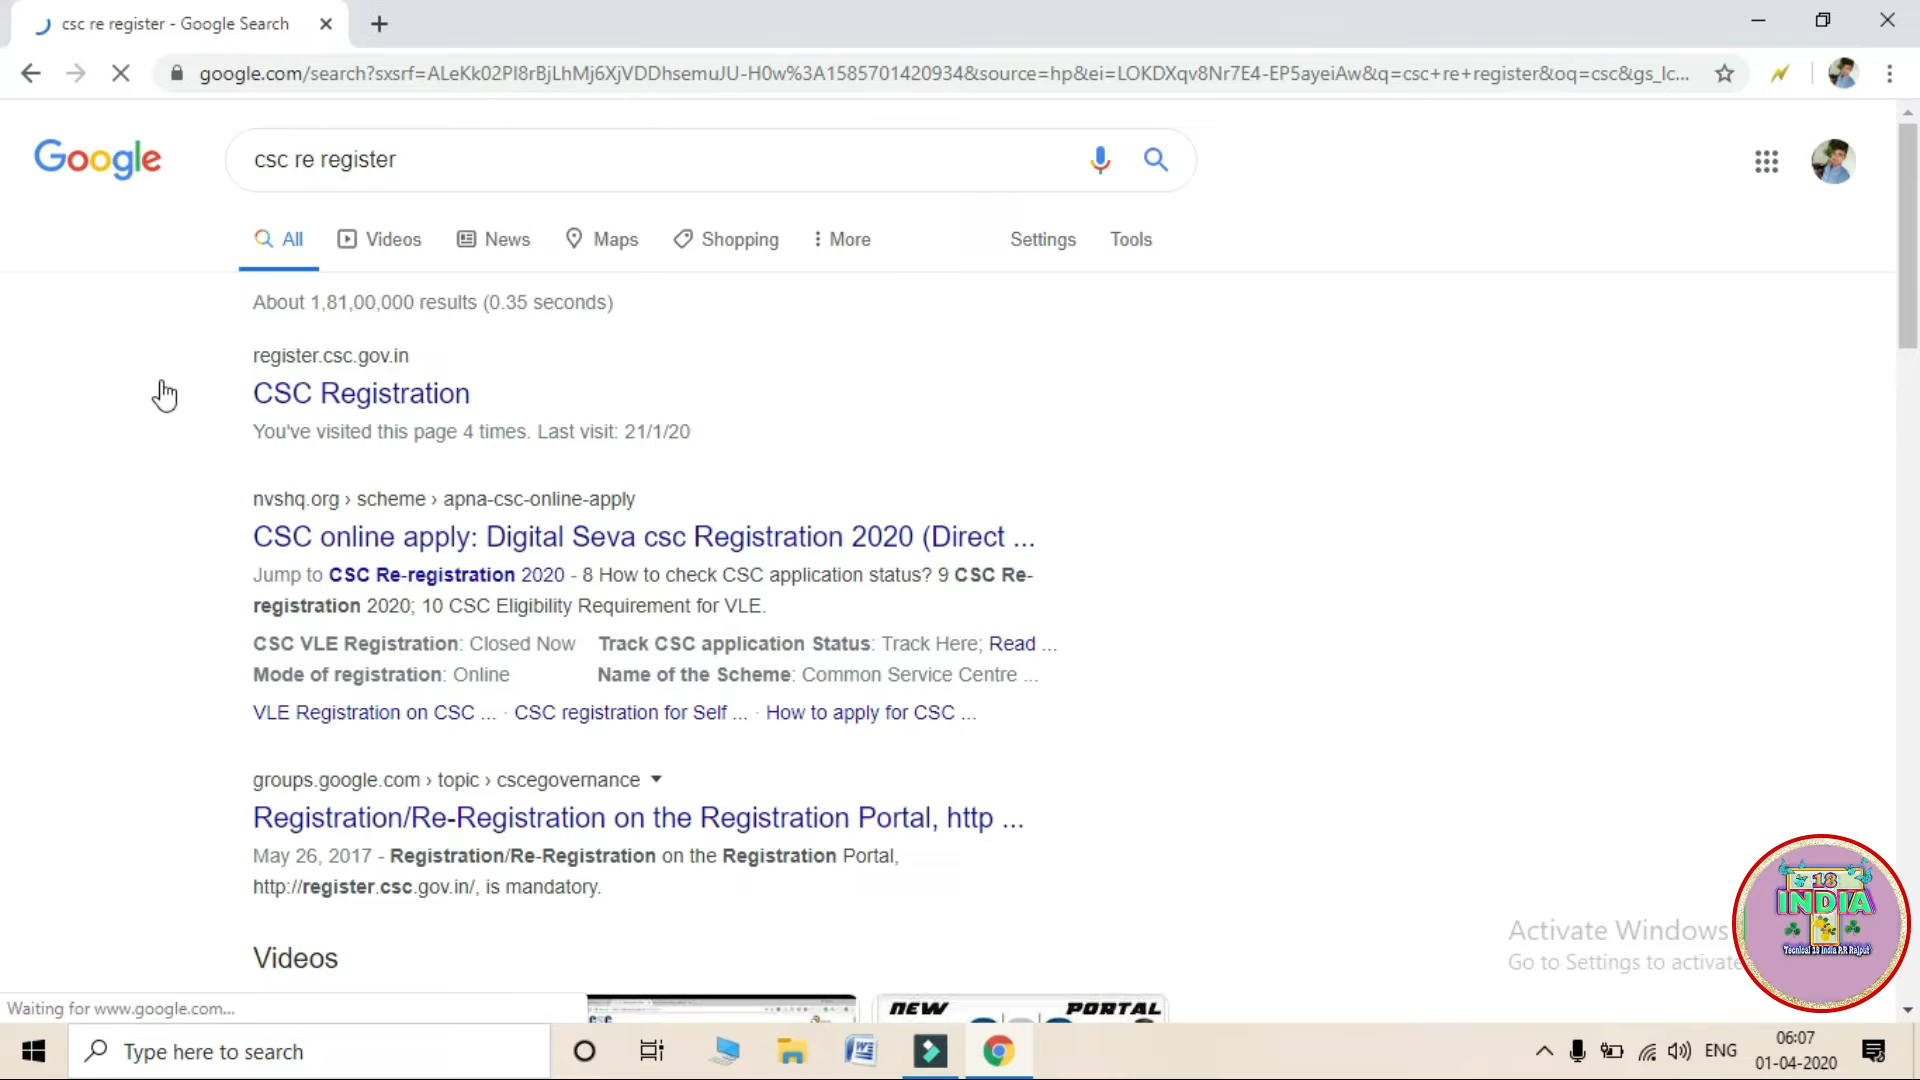 csc re register - Google Search
google.com/search?sxsrf=ALeKk02PI8rBjLhMj6XjVDDhsemuJU-H0w%3A1585701420934&source=hp&ei=LOKDXqv8Nr7E4-EP5ayeiAw&q=csc+re+register&oq=csc&gs_lc...
Google
csc re register
All Videos News Maps Shopping More Settings Tools
About 1,81,00,000 results (0.35 seconds)
register.csc.gov.in
CSC Registration
You've visited this page 4 times. Last visit: 21/1/20
nvshq.org › scheme › apna-csc-online-apply
CSC online apply: Digital Seva csc Registration 2020 (Direct ...
Jump to CSC Re-registration 2020 - 8 How to check CSC application status? 9 CSC Re-
registration 2020; 10 CSC Eligibility Requirement for VLE.
CSC VLE Registration: Closed Now Track CSC application Status: Track Here; Read ...
Mode of registration: Online Name of the Scheme: Common Service Centre ...
VLE Registration on CSC ... · CSC registration for Self ... · How to apply for CSC ...
groups.google.com › topic › cscegovernance
Registration/Re-Registration on the Registration Portal, http ...
May 26, 2017 - Registration/Re-Registration on the Registration Portal,
http://register.csc.gov.in/, is mandatory.
Videos
NEW PORTAL
Activate Windows
Go to Settings to activate
18
INDIA
Tecnical 18 india P.R Rajput
Waiting for www.google.com...
Type here to search
ENG
06:07
01-04-2020